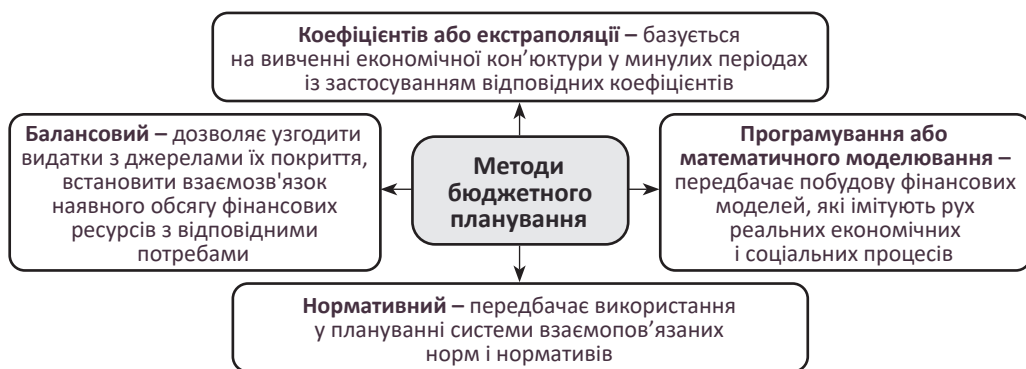 Коефіцієнтів або екстраполяції – базується
на вивченні економічної кон’юктури у минулих періодах
із застосуванням відповідних коефіцієнтів
Балансовий – дозволяє узгодити
видатки з джерелами їх покриття,
встановити взаємозв'язок
наявного обсягу фінансових
ресурсів з відповідними
потребами
Методи
бюджетного
планування
Програмування або
математичного моделювання –
передбачає побудову фінансових
моделей, які імітують рух
реальних економічних
і соціальних процесів
Нормативний – передбачає використання
у плануванні системи взаємопов’язаних
норм і нормативів